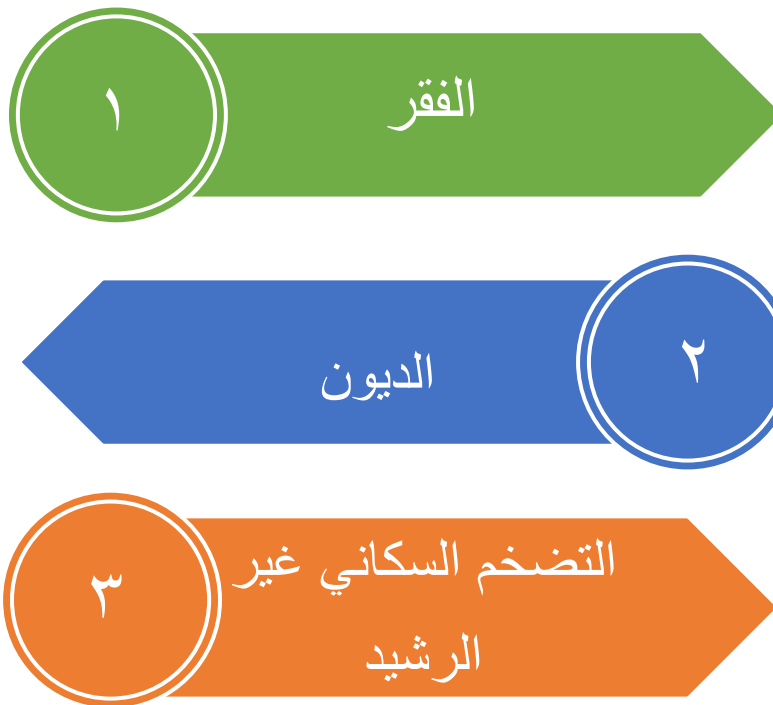 ١
الفقر
٢
الديون
٣
التضخم السكاني غير
الرشيد